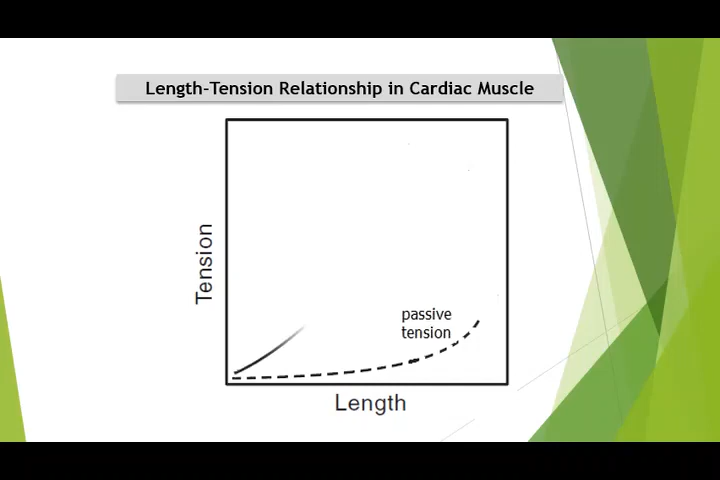 Length-Tension Relationship in Cardiac Muscle
Tension
passive
tension
Length